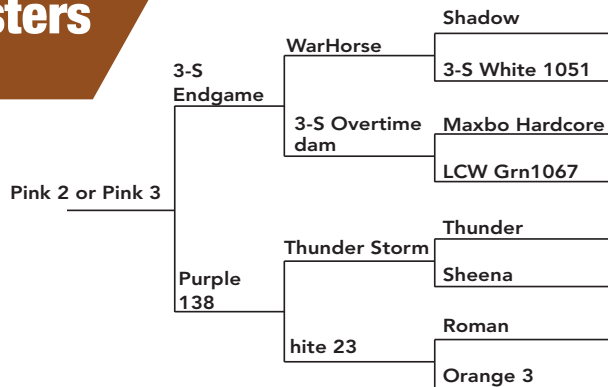 sters
Shadow
WarHorse
3-S White 1051
3-S
Endgame
3-S Overtime
dam
Maxbo Hardcore
LCW Grn1067
Pink 2 or Pink 3
Thunder
Thunder Storm
Sheena
Purple
138
Roman
hite 23
Orange 3